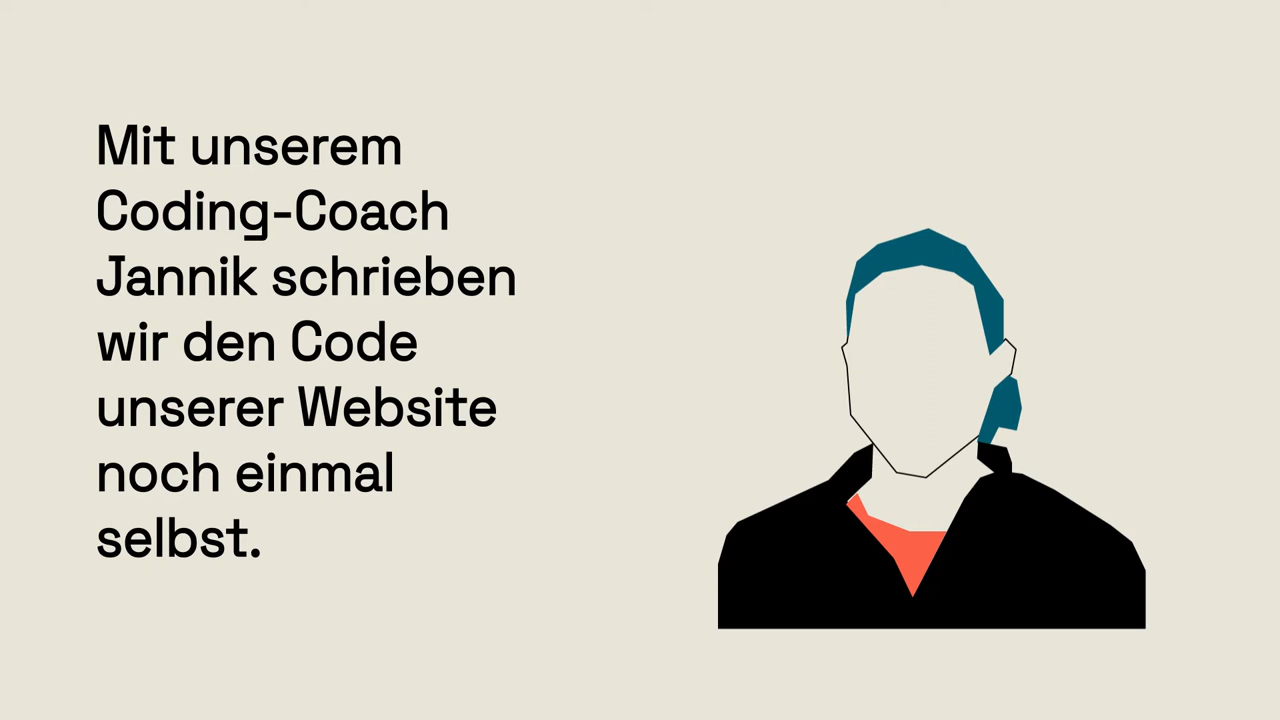 Mit unserem
Coding-Coach
Jannik schrieben
wir den Code
unserer Website
noch einmal
selbst.